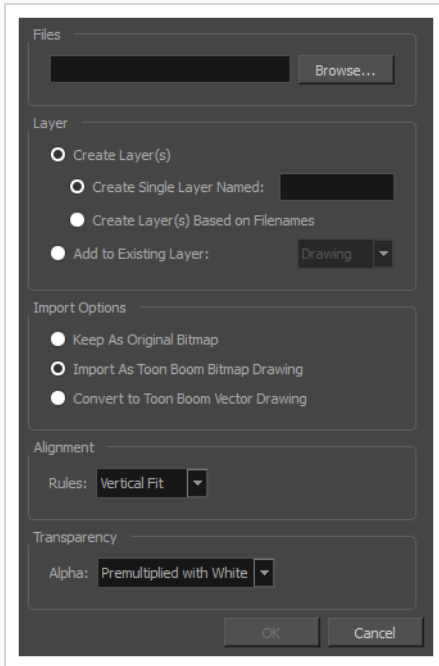 Files
Browse...
Layer
Create Layer(s)
Create Single Layer Named:
Create Layer(s) Based on Filenames
Add to Existing Layer: Drawing
Import Options
Keep As Original Bitmap
Import As Toon Boom Bitmap Drawing
Convert to Toon Boom Vector Drawing
Alignment
Rules: Vertical Fit
Transparency
Alpha: Premultiplied with White
OK Cancel